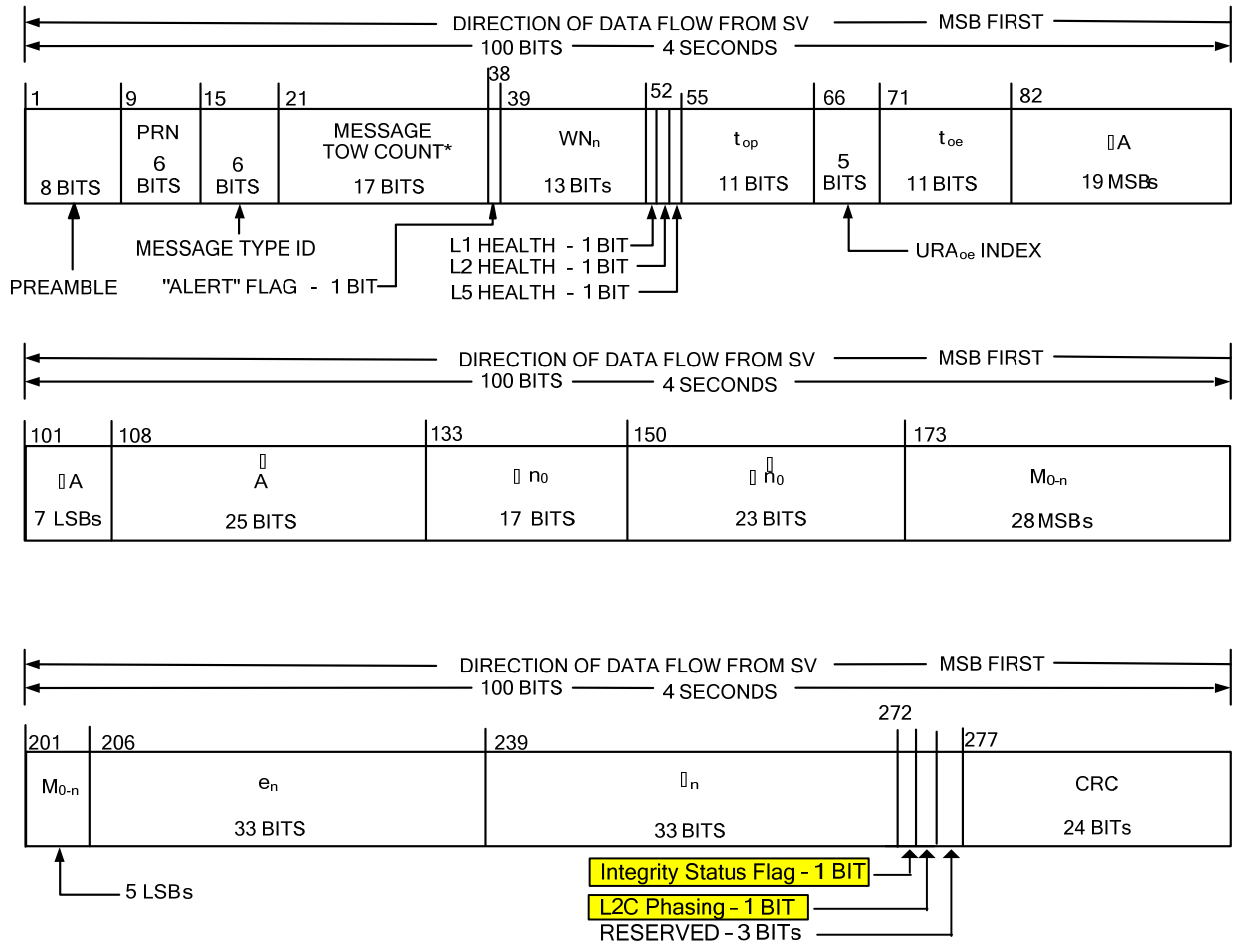 DIRECTION OF DATA FLOW FROM SV MSB FIRST
100 BITS 4 SECONDS
1 9 15 21 38 39 52 55 66 71 82
8 BITS
PRN
6
BITS
6
BITS
MESSAGE
TOW COUNT*
17 BITS
WNn
13 BITs
top
11 BITS
5
BITS
toe
11 BITS
▯A
19 MSBs
PREAMBLE
MESSAGE TYPE ID
"ALERT" FLAG - 1 BIT
L1 HEALTH - 1 BIT
L2 HEALTH - 1 BIT
L5 HEALTH - 1 BIT
URAoe INDEX
DIRECTION OF DATA FLOW FROM SV MSB FIRST
100 BITS 4 SECONDS
101 108 133 150 173
▯A
7 LSBs
▯
A
25 BITS
▯ n0
17 BITS
▯
▯ n0
23 BITS
M0-n
28 MSBs
DIRECTION OF DATA FLOW FROM SV MSB FIRST
100 BITS 4 SECONDS
201 206 239 272 277
M0-n
en
33 BITS
▯n
33 BITS
CRC
24 BITs
5 LSBs
Integrity Status Flag - 1 BIT
L2C Phasing - 1 BIT
RESERVED - 3 BITs